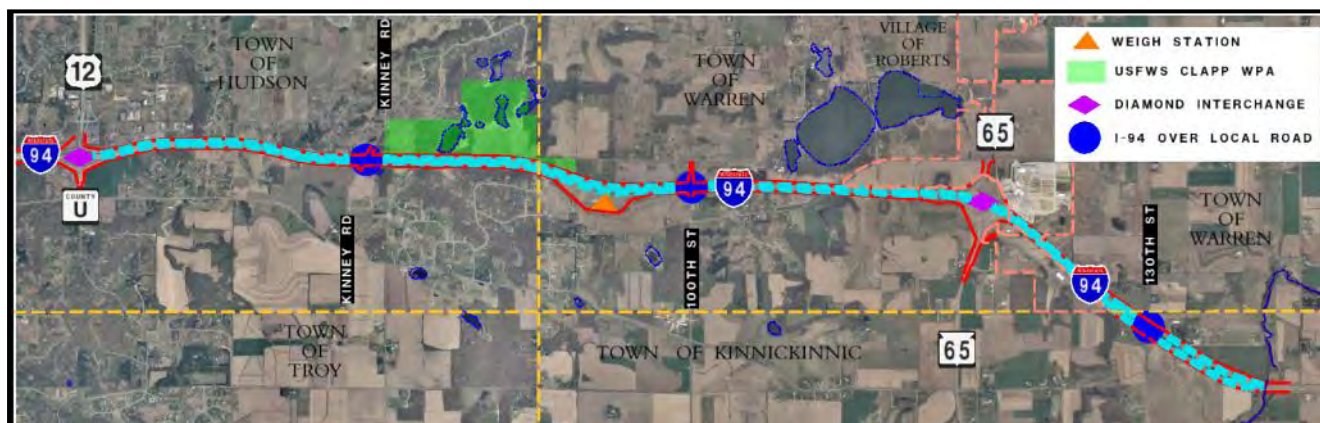 TOWN
OF
HUDSON
12
94
COUNTY
U
KINNEY RD
KINNEY RD
TOWN
OF
TROY
TOWN
OF
WARREN
VILLAGE
OF
ROBERTS
65
94
100TH ST
TOWN OF KINNICKINNIC
65
94
130TH ST
TOWN
OF
WARREN
WEIGH STATION
USFWS CLAPP WPA
DIAMOND INTERCHANGE
I-94 OVER LOCAL ROAD